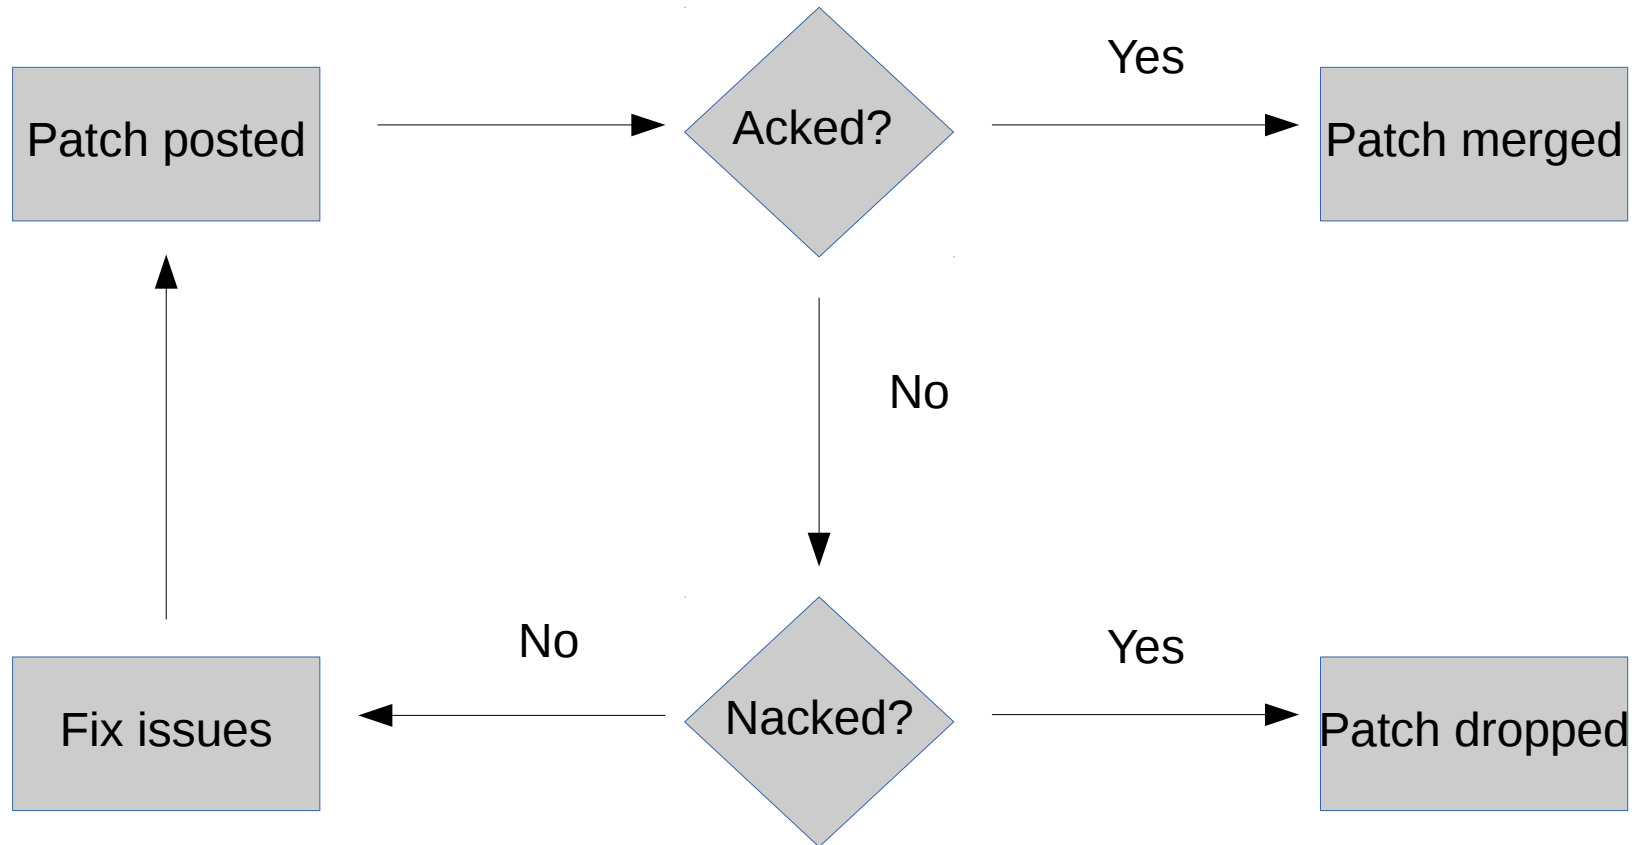 Patch posted
Acked?
Yes
Patch merged
No
No
Yes
Fix issues
Nacked?
Patch dropped